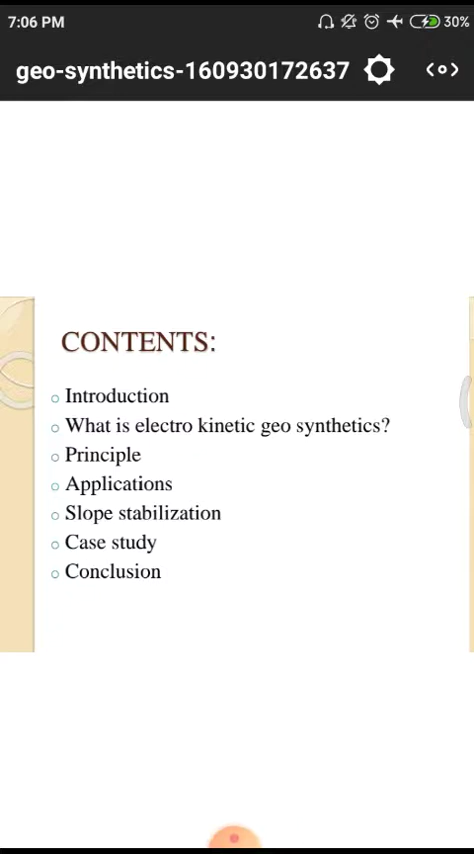 7:06 PM 30%
geo-synthetics-160930172637
CONTENTS:
Introduction
What is electro kinetic geo synthetics?
Principle
Applications
Slope stabilization
Case study
Conclusion